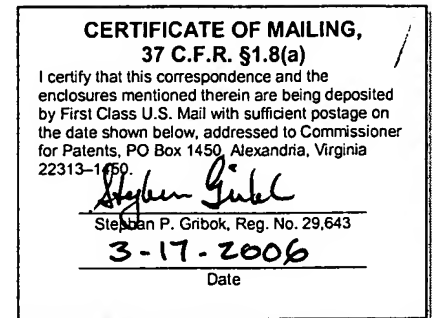 CERTIFICATE OF MAILING,
37 C.F.R. §1.8(a)
I certify that this correspondence and the
enclosures mentioned therein are being deposited
by First Class U.S. Mail with sufficient postage on
the date shown below, addressed to Commissioner
for Patents, PO Box 1450, Alexandria, Virginia
22313–1450.
Stephan P. Gribok, Reg. No. 29,643
3-17-2006
Date